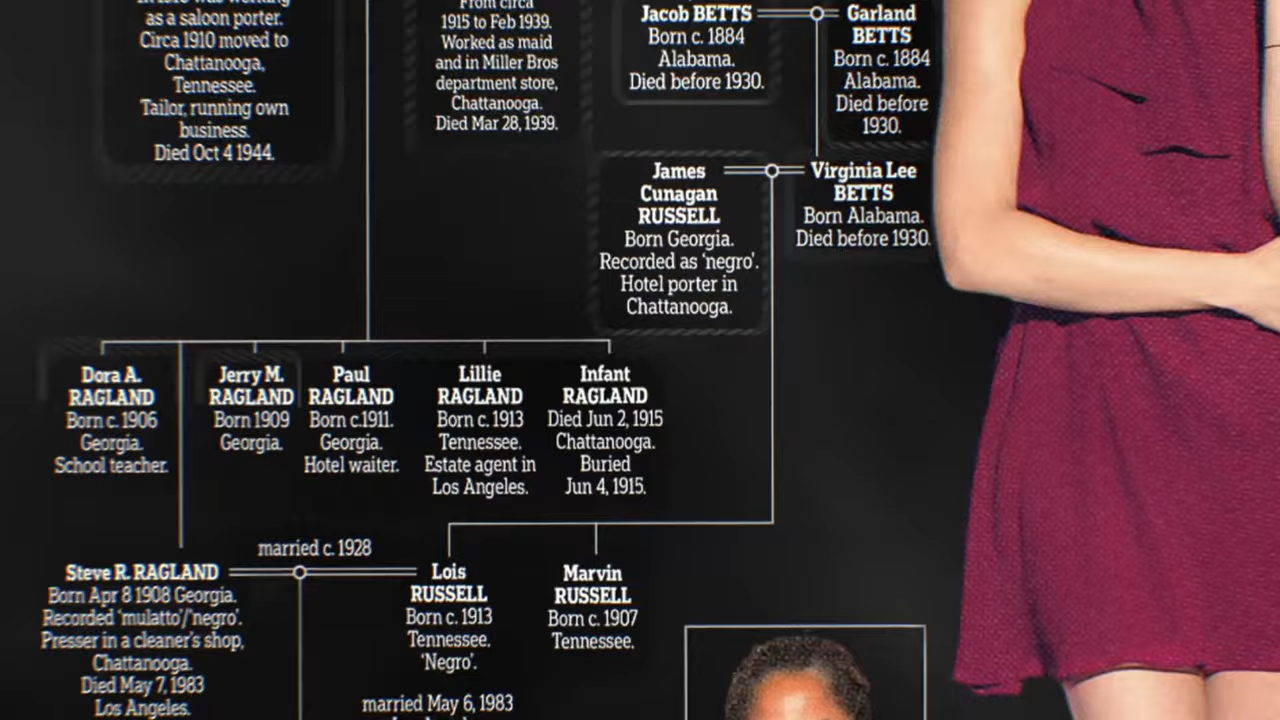 In 1910 was working
as a saloon porter.
Circa 1910 moved to
Chattanooga,
Tennessee.
Tailor, running own
business.
Died Oct 4 1944.
From circa
1915 to Feb 1939.
Worked as maid
and in Miller Bros
department store,
Chattanooga.
Died Mar 28, 1939.
Jacob BETTS
Born c. 1884
Alabama.
Died before 1930.
Garland
BETTS
Born c. 1884
Alabama.
Died before
1930.
James
Cunagan
RUSSELL
Born Georgia.
Recorded as ‘negro’.
Hotel porter in
Chattanooga.
Virginia Lee
BETTS
Born Alabama.
Died before 1930.
Dora A.
RAGLAND
Born c. 1906
Georgia.
School teacher.
Jerry M.
RAGLAND
Born 1909
Georgia.
Paul
RAGLAND
Born c.1911.
Georgia.
Hotel waiter.
Lillie
RAGLAND
Born c. 1913
Tennessee.
Estate agent in
Los Angeles.
Infant
RAGLAND
Died Jun 2, 1915
Chattanooga.
Buried
Jun 4, 1915.
married c. 1928
Steve R. RAGLAND
Born Apr 8 1908 Georgia.
Recorded ‘mulatto’/‘negro’.
Presser in a cleaner’s shop,
Chattanooga.
Died May 7, 1983
Los Angeles.
Lois
RUSSELL
Born c. 1913
Tennessee.
‘Negro’.
Marvin
RUSSELL
Born c. 1907
Tennessee.
married May 6, 1983